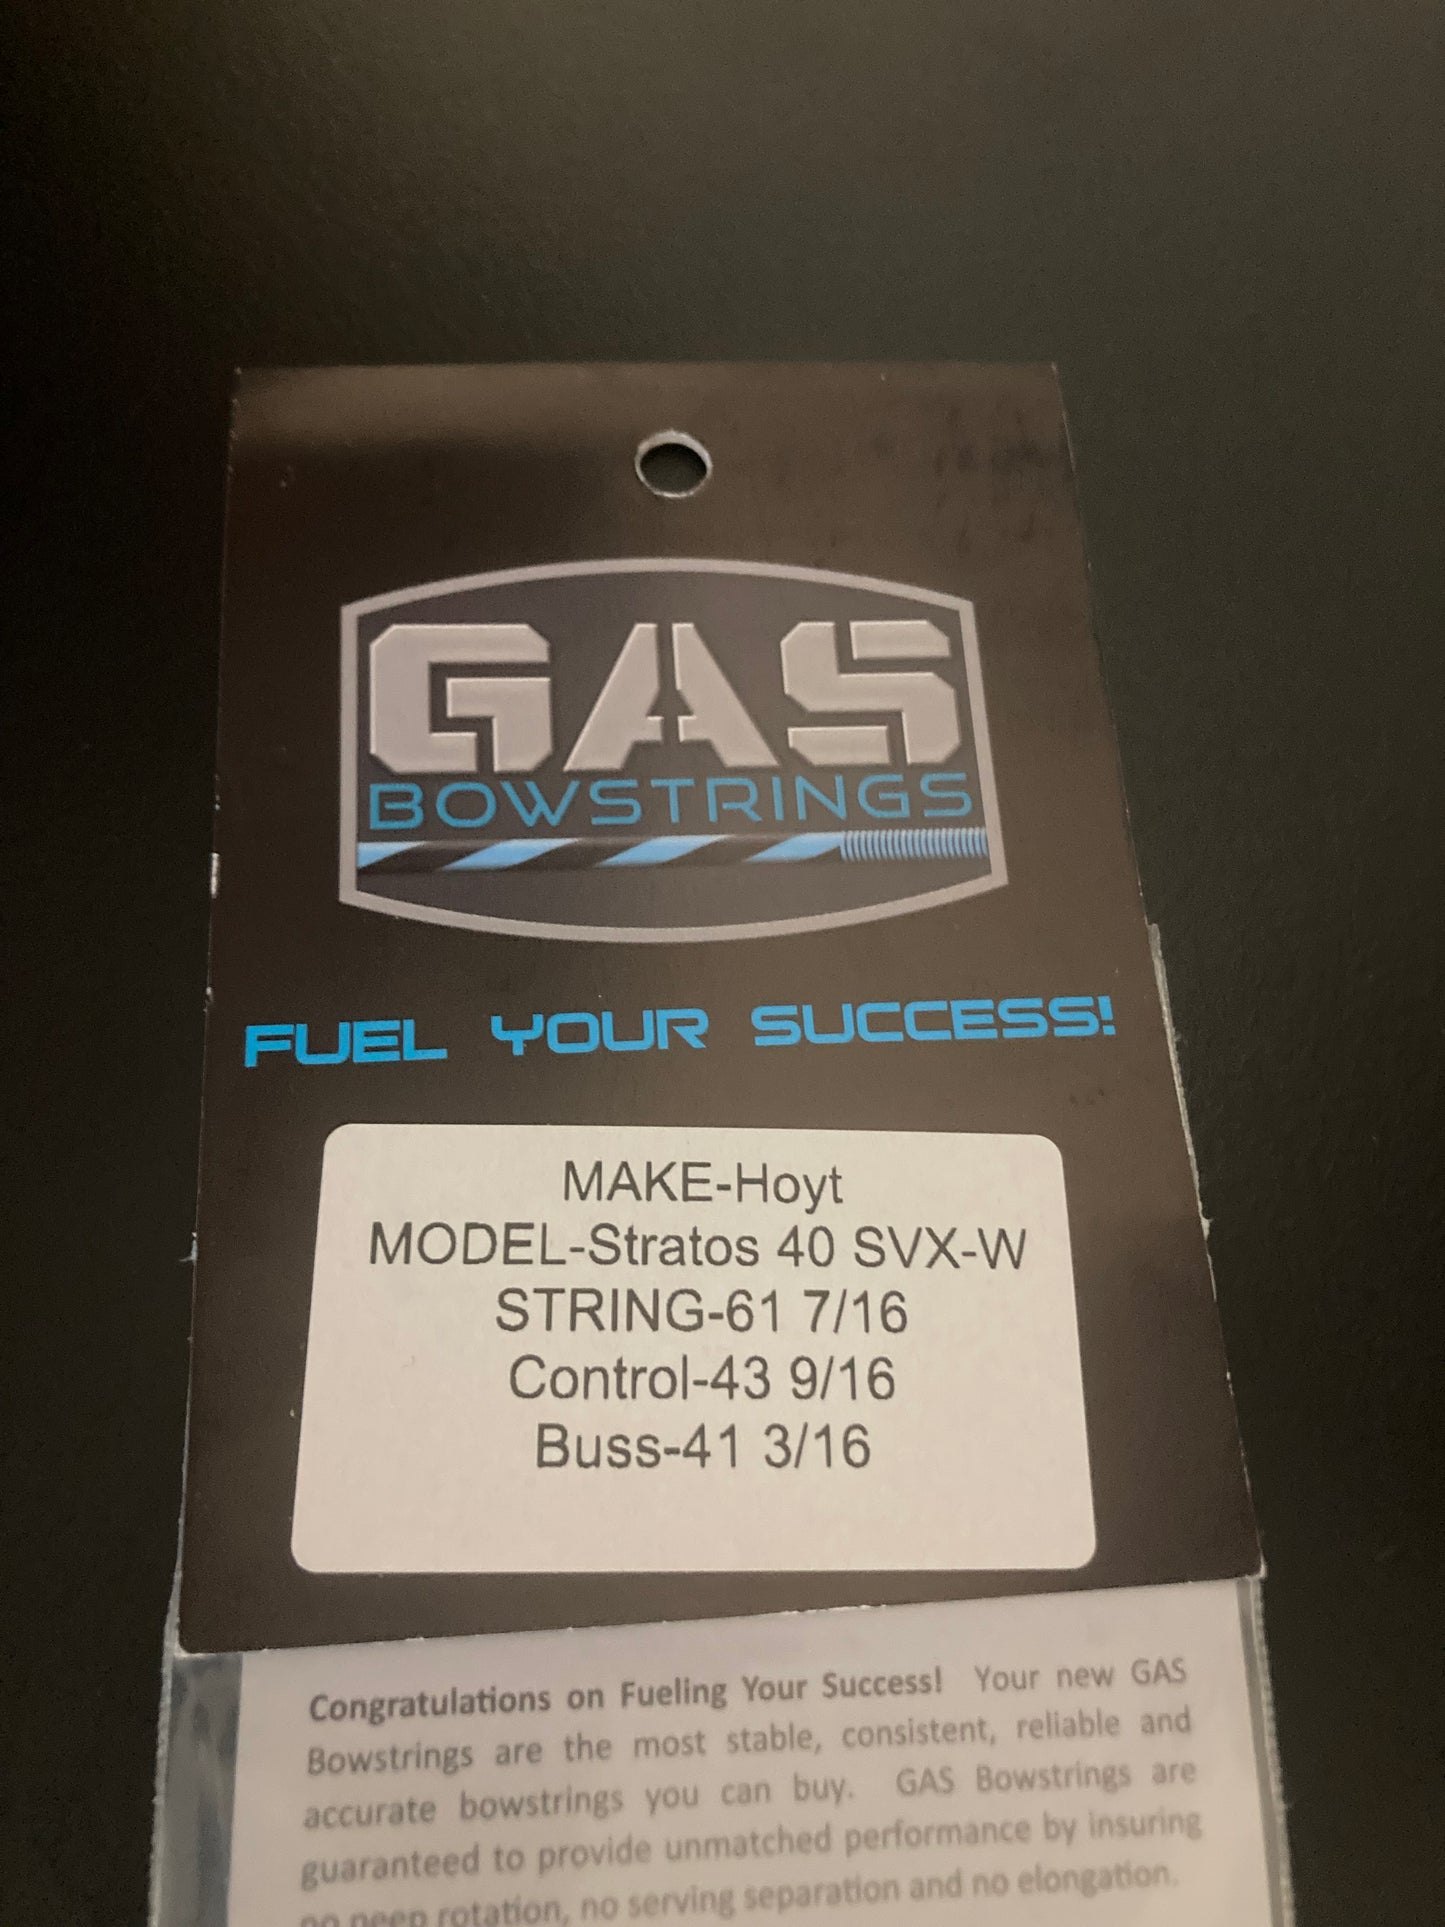 GAS
BOWSTRINGS
FUEL YOUR SUCCESS!
MAKE-Hoyt
MODEL-Stratos 40 SVX-W
STRING-61 7/16
Control-43 9/16
Buss-41 3/16
Congratulations on Fueling Your Success! Your new GAS
Bowstrings are the most stable, consistent, reliable and
accurate bowstrings you can buy. GAS Bowstrings are
guaranteed to provide unmatched performance by insuring
no peep rotation, no serving separation and no elongation.